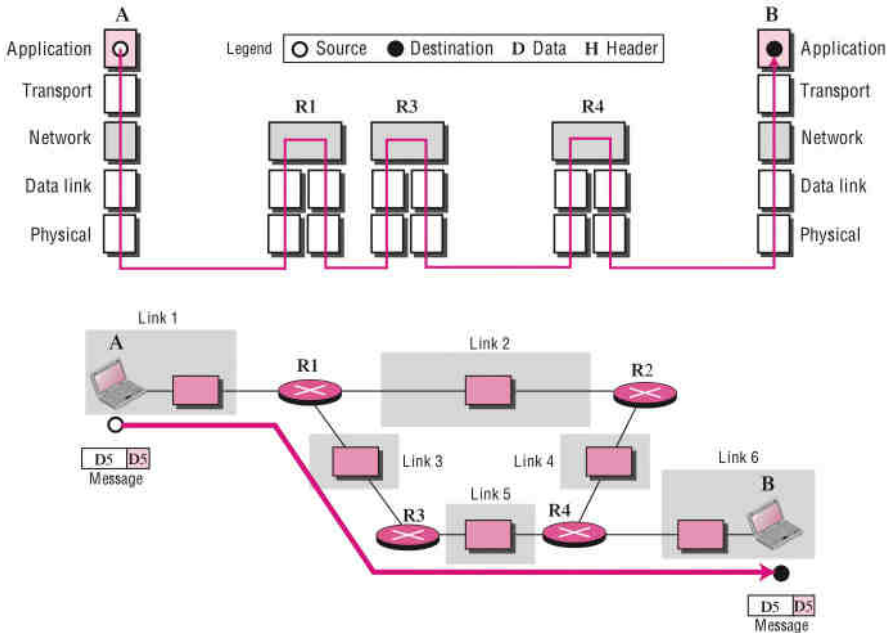 A
B
Application
Legend Source Destination D Data H Header
Application
Transport
R1
R3
R4
Transport
Network
Network
Data link
Data link
Physical
Physical
Link 1
A
R1
Link 2
R2
Link 3
Link 4
Link 6
D5 D5
Message
Link 5
B
R3
R4
D5 D5
Message